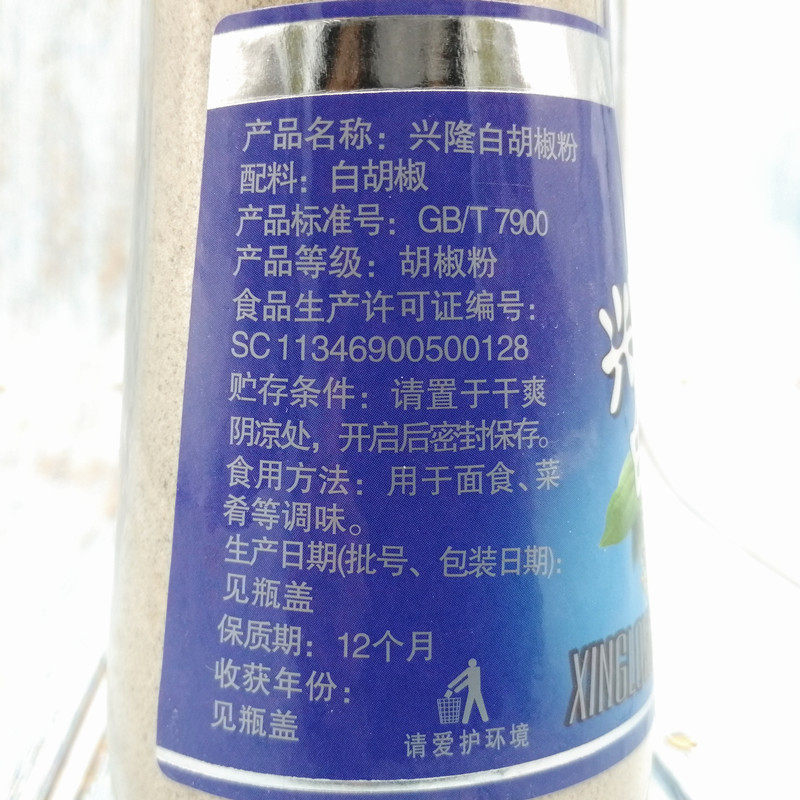 产品名称：兴隆白胡椒粉
配料：白胡椒
产品标准号：GB/T 7900
产品等级：胡椒粉
食品生产许可证编号：
SC11346900500128
贮存条件：请置于干爽
阴凉处，开启后密封保存。
食用方法：用于面食、菜
肴等调味。
生产日期(批号、包装日期)：
见瓶盖
保质期：12个月
收获年份：
见瓶盖
请爱护环境
兴
XINGLONG